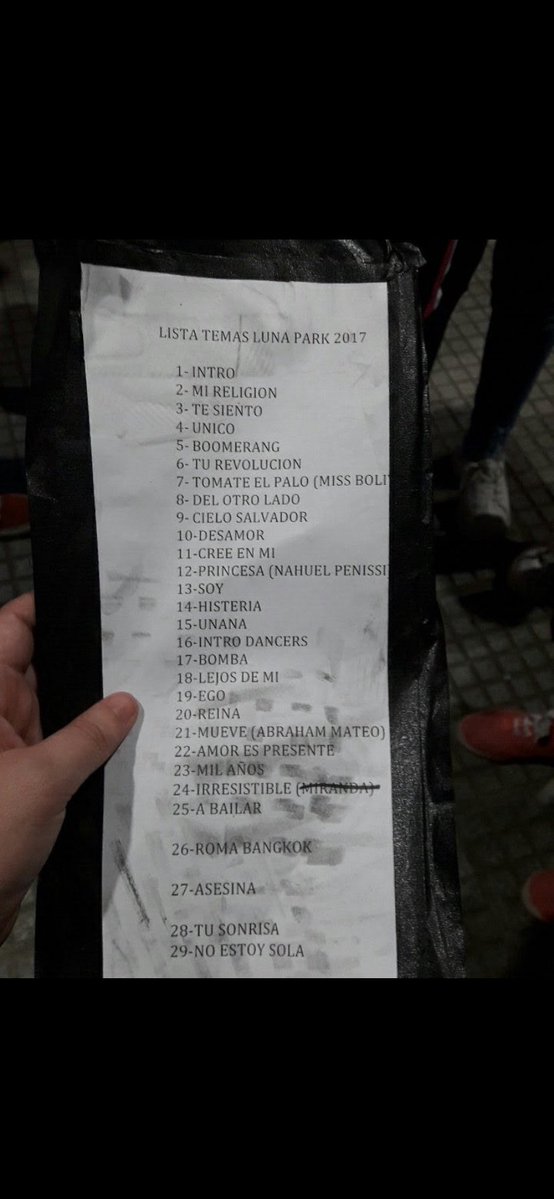 LISTA TEMAS LUNA PARK 2017
1- INTRO
2- MI RELIGION
3- TE SIENTO
4- UNICO
5- BOOMERANG
6- TU REVOLUCION
7- TOMATE EL PALO (MISS BOLI
8- DEL OTRO LADO
9- CIELO SALVADOR
10-DESAMOR
11-CREE EN MI
12-PRINCESA (NAHUEL PENISSI
13-SOY
14-HISTERIA
15-UNANA
16-INTRO DANCERS
17-BOMBA
18-LEJOS DE MI
19-EGO
20-REINA
21-MUEVE (ABRAHAM MATEO)
22-AMOR ES PRESENTE
23-MIL AÑOS
24-IRRESISTIBLE (MIRANDA)
25-A BAILAR
26-ROMA BANGKOK
27-ASESINA
28-TU SONRISA
29-NO ESTOY SOLA